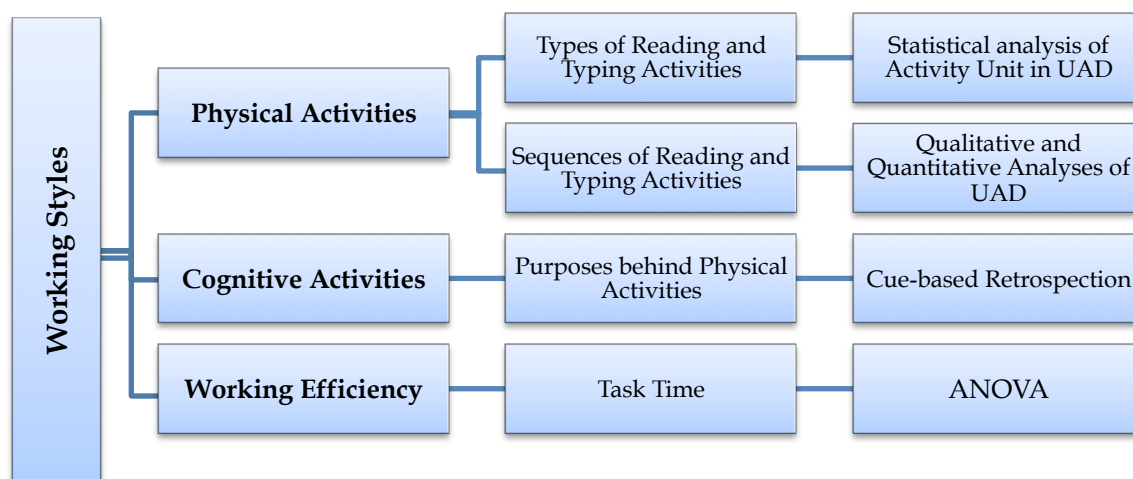 Working Styles
Physical Activities
Types of Reading and
Typing Activities
Statistical analysis of
Activity Unit in UAD
Sequences of Reading and
Typing Activities
Qualitative and
Quantitative Analyses of
UAD
Cognitive Activities
Purposes behind Physical
Activities
Cue-based Retrospection
Working Efficiency
Task Time
ANOVA